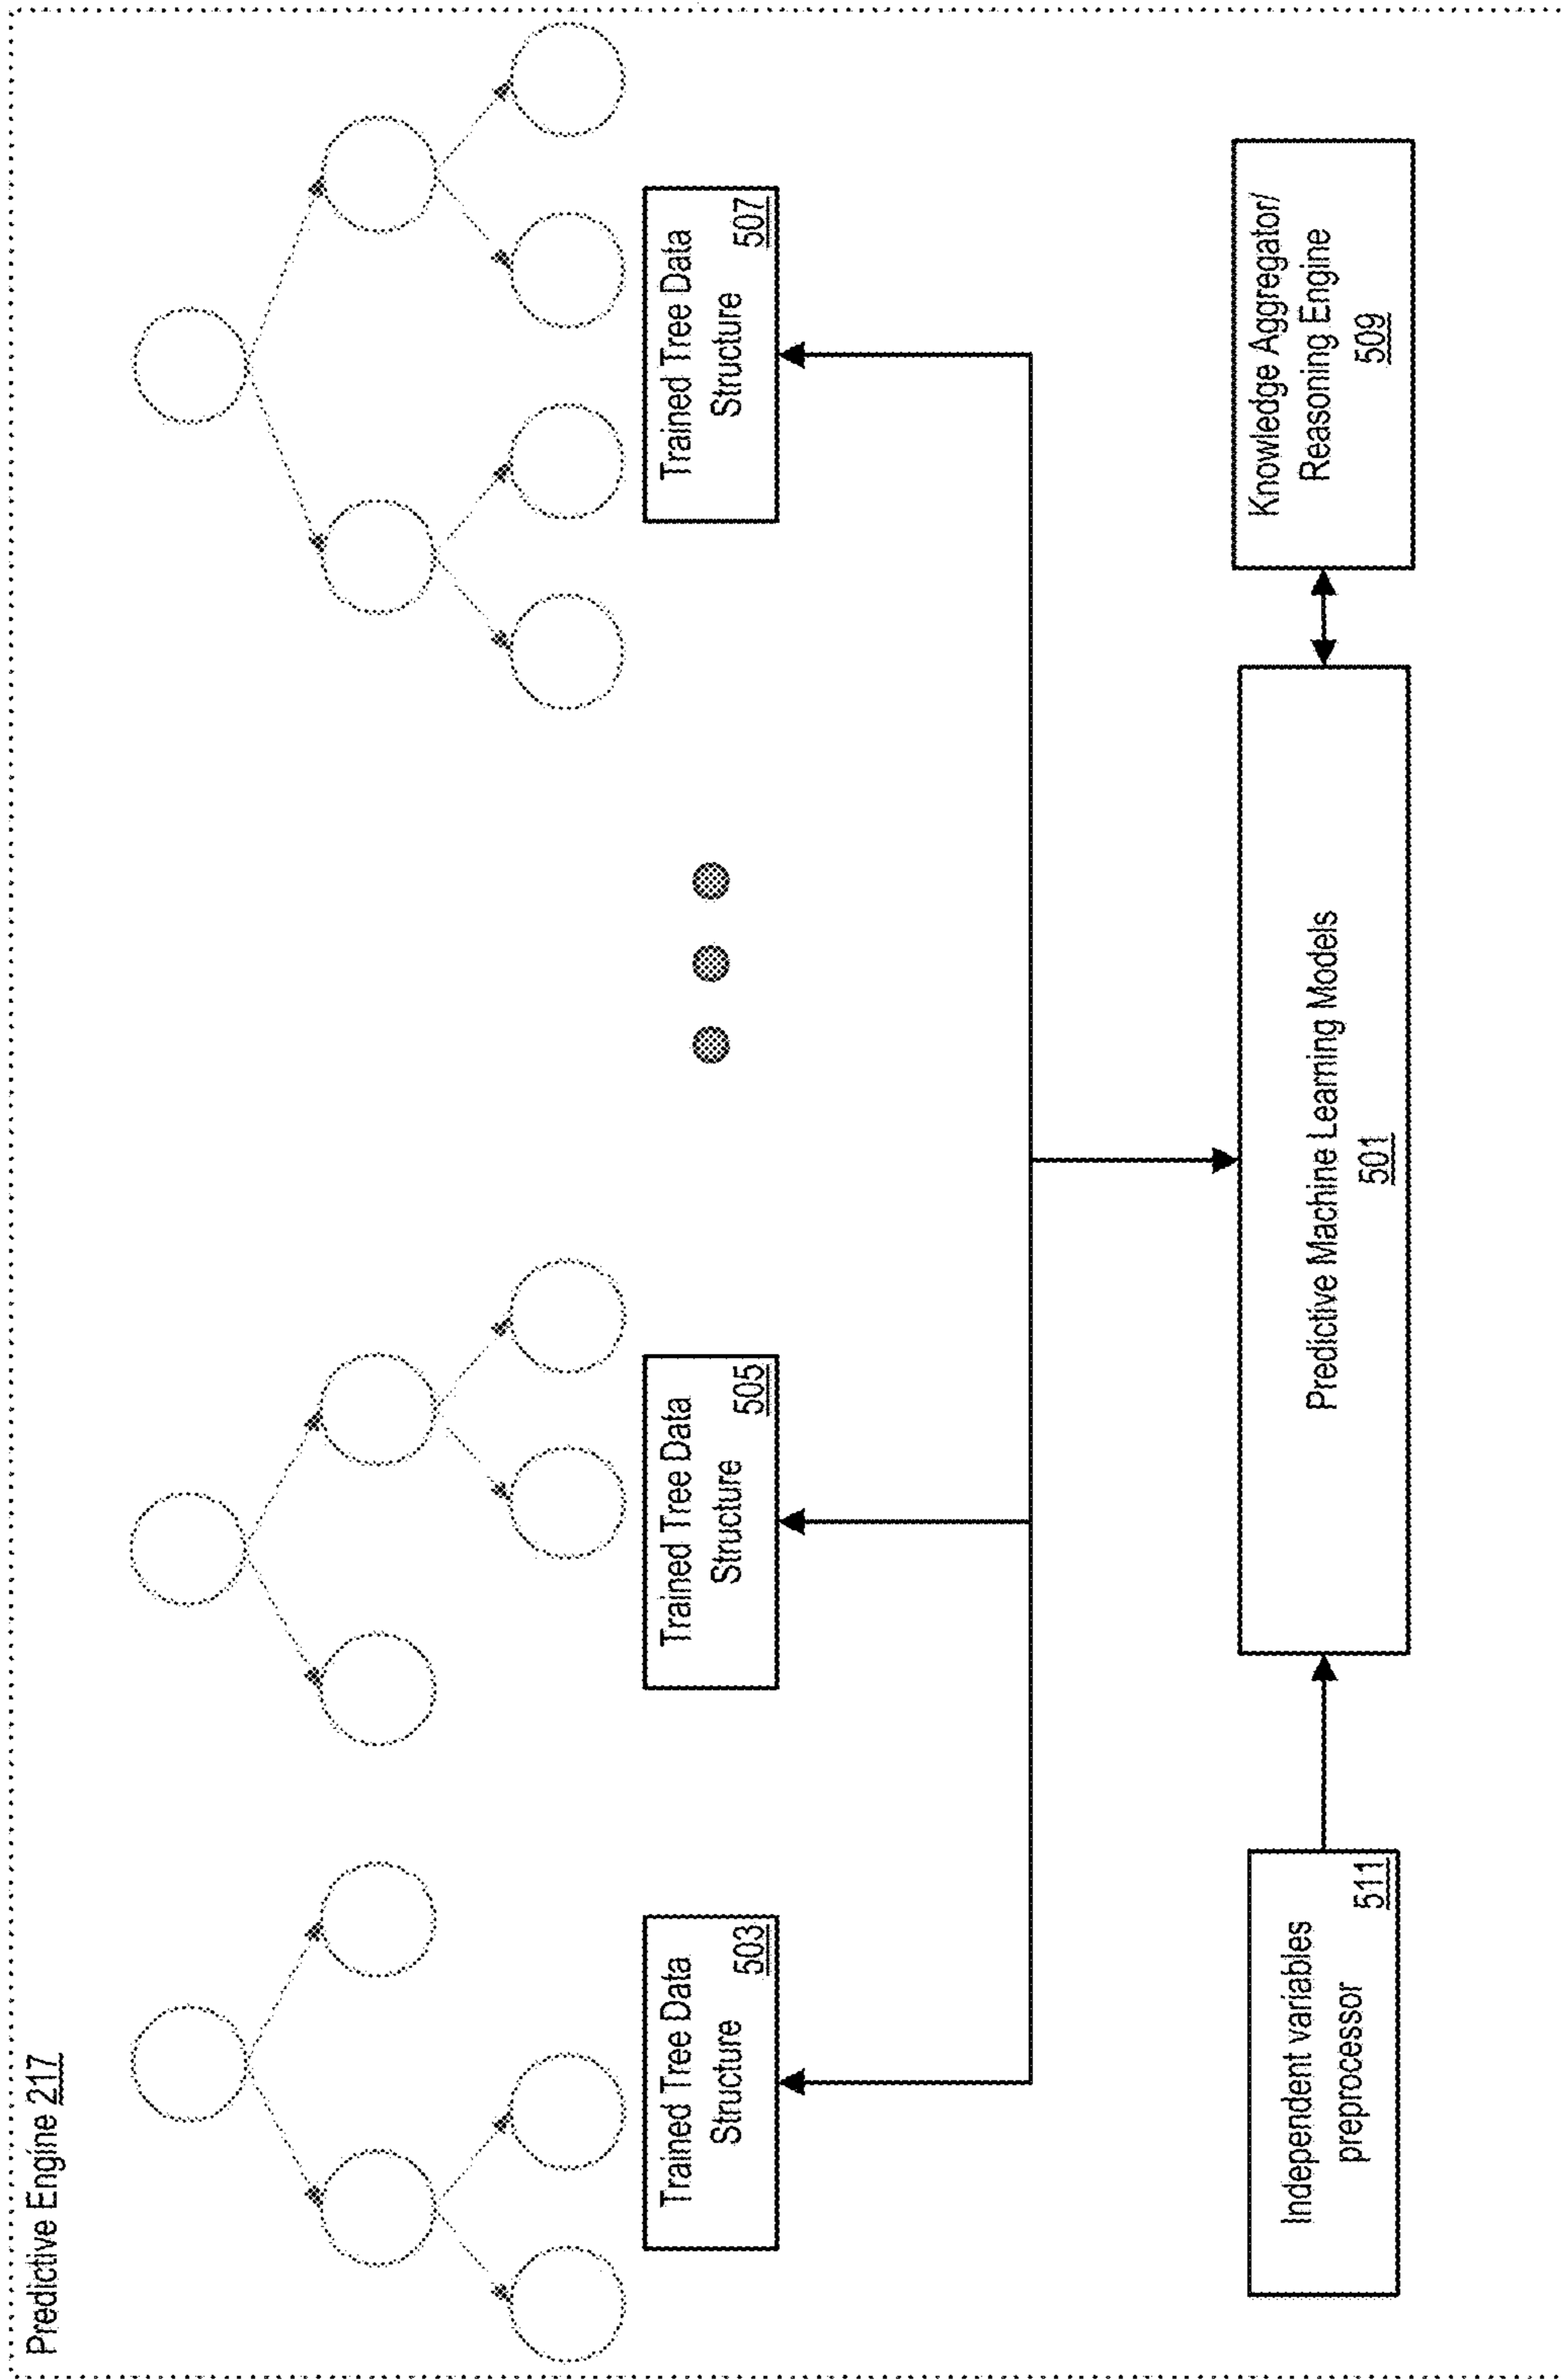 Predictive Engine 217
Trained Tree Data
Structure
503
Trained Tree Data
Structure
505
Trained Tree Data
Structure
507
Independent variables
preprocessor
511
Predictive Machine Learning Models
501
Knowledge Aggregator/
Reasoning Engine
509